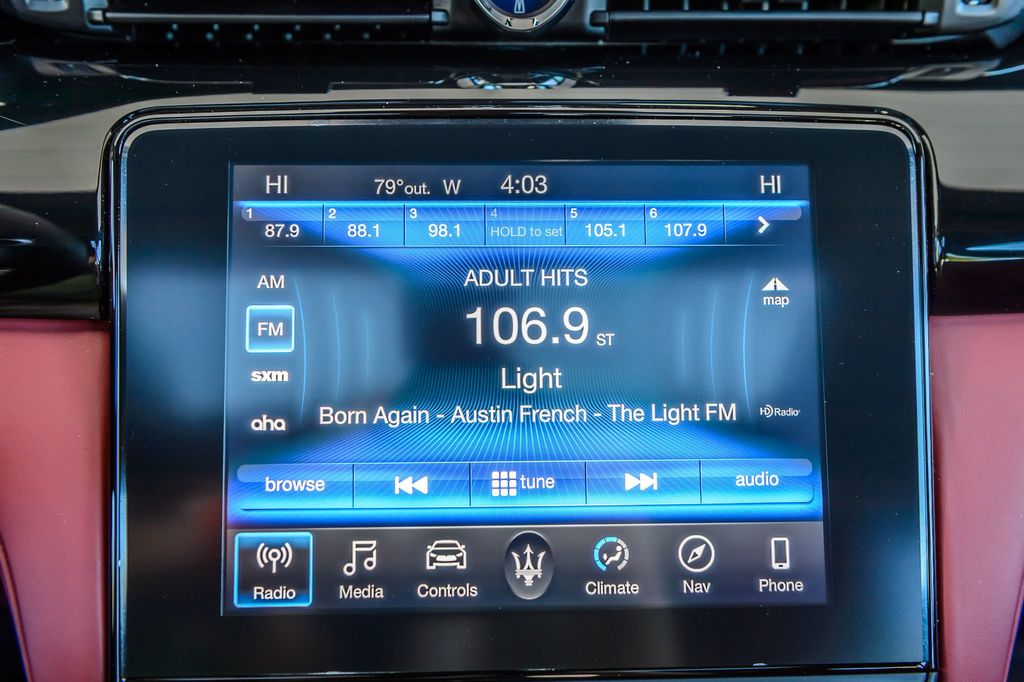 HI 79°out. W 4:03 HI
1 2 3 4 5 6
87.9 88.1 98.1 HOLD to set 105.1 107.9
AM ADULT HITS
map
FM 106.9 ST
sxm Light
aha Born Again - Austin French - The Light FM HD Radio
browse tune audio
Radio Media Controls Climate Nav Phone